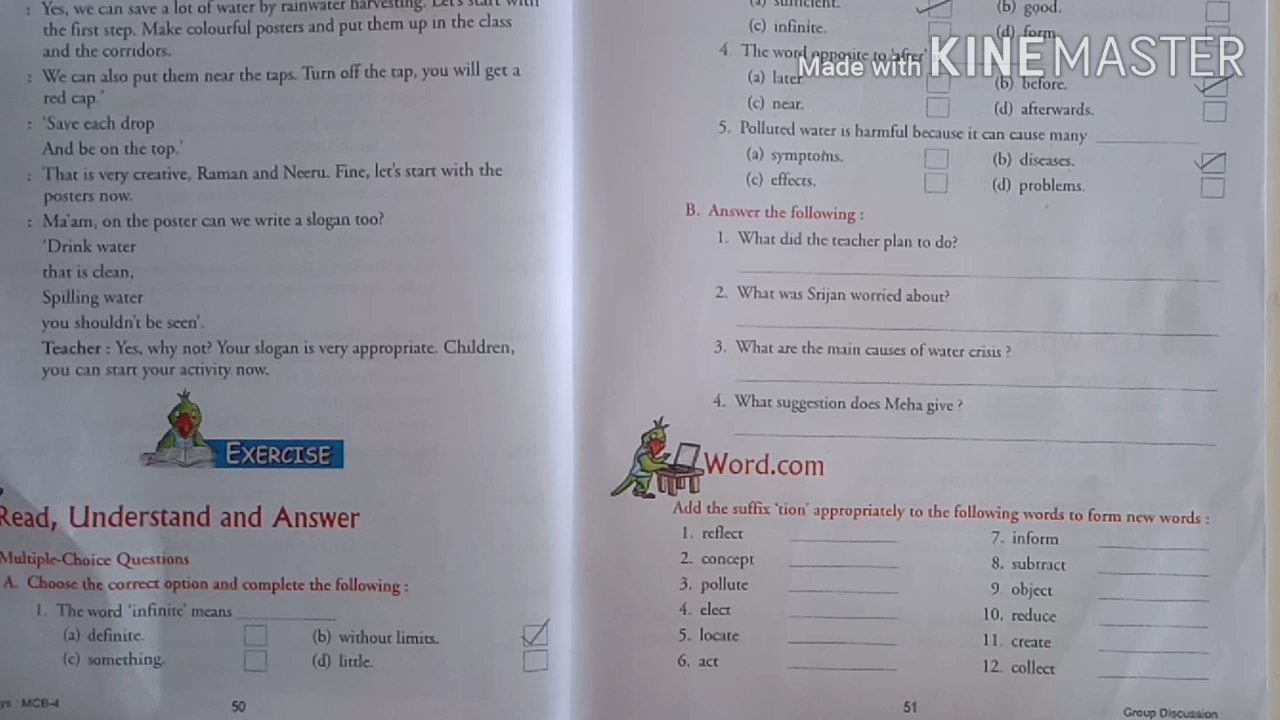 : Yes, we can save a lot of water by rainwater harvesting. Let's start with
the first step. Make colourful posters and put them up in the class
and the corridors.
: We can also put them near the taps. Turn off the tap, you will get a
red cap.'
: 'Save each drop
And be on the top.'
: That is very creative, Raman and Neeru. Fine, let's start with the
posters now.
: Ma'am, on the poster can we write a slogan too?
'Drink water
that is clean,
Spilling water
you shouldn't be seen'.
Teacher : Yes, why not? Your slogan is very appropriate. Children,
you can start your activity now.
EXERCISE
Read, Understand and Answer
Multiple-Choice Questions
A. Choose the correct option and complete the following :
1. The word 'infinite' means
(a) definite. (b) without limits.
(c) something. (d) little.
: MCB-4 50
(a) sufficient. (b) good.
(c) infinite. (d) form
4. The word opposite to 'after'
Made with KINEMASTER
(a) later (b) before.
(c) near. (d) afterwards.
5. Polluted water is harmful because it can cause many
(a) symptoms. (b) diseases.
(c) effects. (d) problems.
B. Answer the following :
1. What did the teacher plan to do?
2. What was Srijan worried about?
3. What are the main causes of water crisis ?
4. What suggestion does Meha give ?
Word.com
Add the suffix 'tion' appropriately to the following words to form new words :
1. reflect 7. inform
2. concept 8. subtract
3. pollute 9. object
4. elect 10. reduce
5. locate 11. create
6. act 12. collect
51 Group Discussion